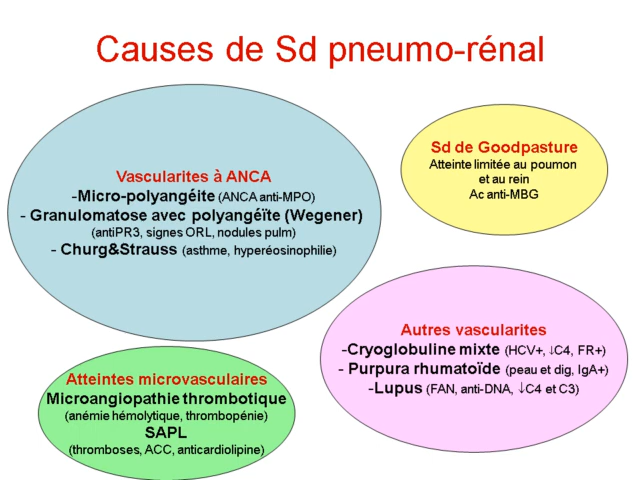 Causes de Sd pneumo-rénal
Vascularites à ANCA
-Micro-polyangéite (ANCA anti-MPO)
- Granulomatose avec polyangéïte (Wegener)
(antiPR3, signes ORL, nodules pulm)
- Churg&Strauss (asthme, hyperéosinophilie)
Sd de Goodpasture
Atteinte limitée au poumon
et au rein
Ac anti-MBG
Atteintes microvasculaires
Microangiopathie thrombotique
(anémie hémolytique, thrombopénie)
SAPL
(thromboses, ACC, anticardiolipine)
Autres vascularites
-Cryoglobuline mixte (HCV+, ↓C4, FR+)
- Purpura rhumatoïde (peau et dig, IgA+)
-Lupus (FAN, anti-DNA, ↓C4 et C3)